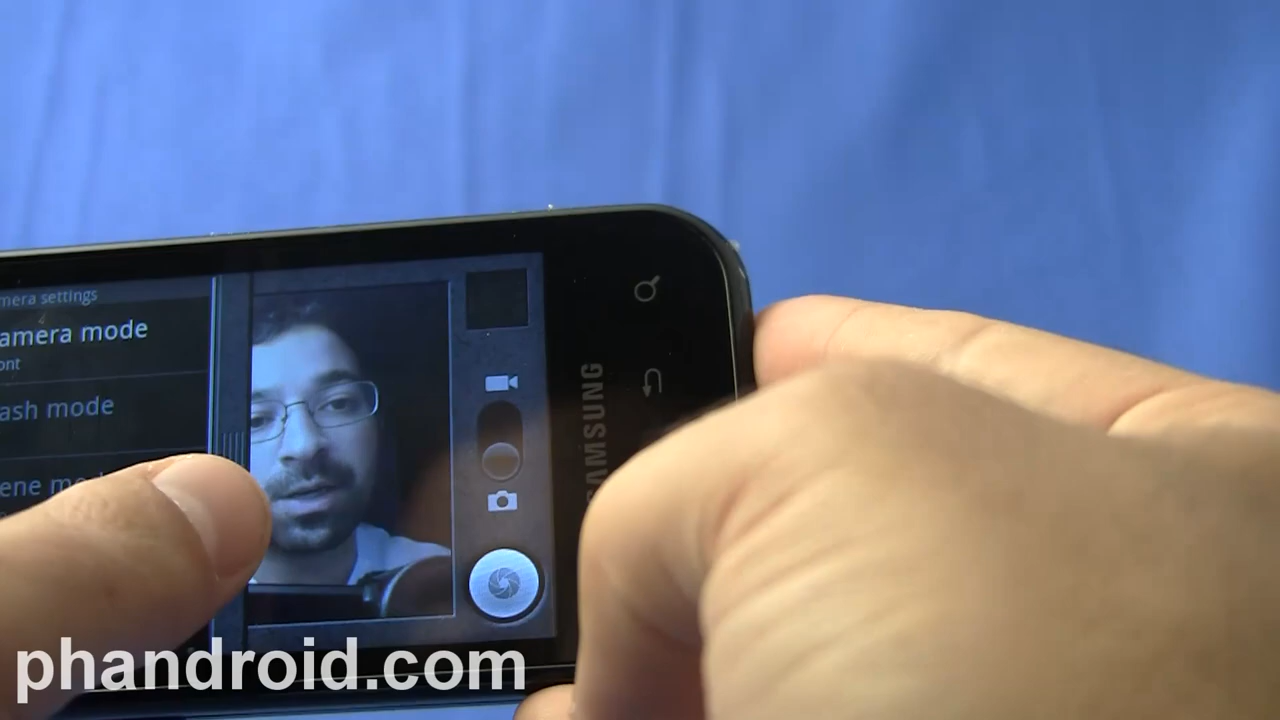 mera settings
amera mode
ont
ash mode
ene mo
SAMSUNG
phandroid.com